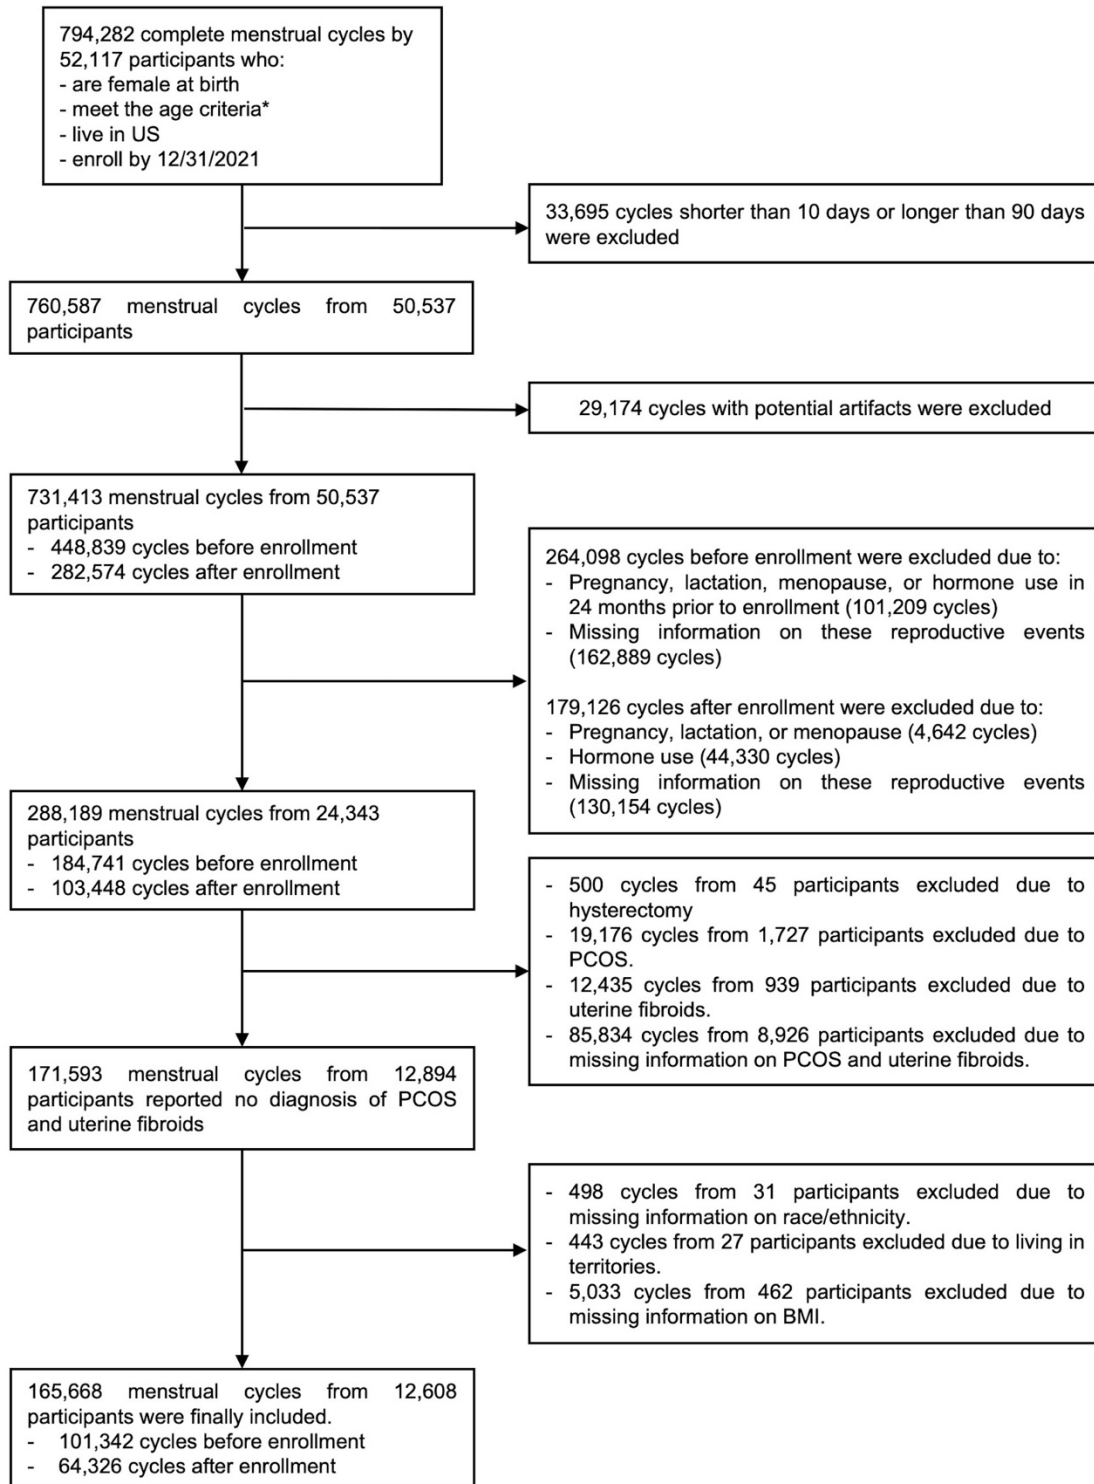 794,282 complete menstrual cycles by
52,117 participants who:
- are female at birth
- meet the age criteria*
- live in US
- enroll by 12/31/2021
33,695 cycles shorter than 10 days or longer than 90 days
were excluded
760,587 menstrual cycles from 50,537
participants
29,174 cycles with potential artifacts were excluded
731,413 menstrual cycles from 50,537
participants
- 448,839 cycles before enrollment
- 282,574 cycles after enrollment
264,098 cycles before enrollment were excluded due to:
- Pregnancy, lactation, menopause, or hormone use in
24 months prior to enrollment (101,209 cycles)
- Missing information on these reproductive events
(162,889 cycles)
179,126 cycles after enrollment were excluded due to:
- Pregnancy, lactation, or menopause (4,642 cycles)
- Hormone use (44,330 cycles)
- Missing information on these reproductive events
(130,154 cycles)
288,189 menstrual cycles from 24,343
participants
- 184,741 cycles before enrollment
- 103,448 cycles after enrollment
- 500 cycles from 45 participants excluded due to
hysterectomy
- 19,176 cycles from 1,727 participants excluded due to
PCOS.
- 12,435 cycles from 939 participants excluded due to
uterine fibroids.
- 85,834 cycles from 8,926 participants excluded due to
missing information on PCOS and uterine fibroids.
171,593 menstrual cycles from 12,894
participants reported no diagnosis of PCOS
and uterine fibroids
- 498 cycles from 31 participants excluded due to
missing information on race/ethnicity.
- 443 cycles from 27 participants excluded due to living in
territories.
- 5,033 cycles from 462 participants excluded due to
missing information on BMI.
165,668 menstrual cycles from 12,608
participants were finally included.
- 101,342 cycles before enrollment
- 64,326 cycles after enrollment